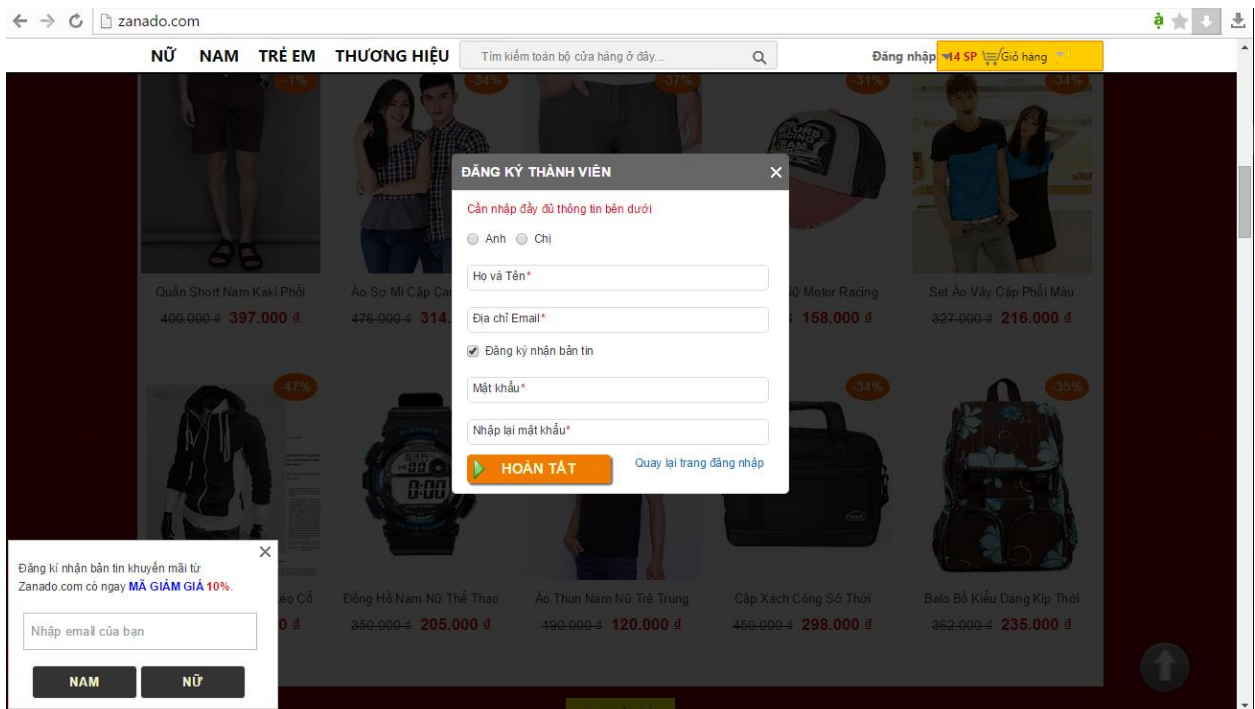 zanado.com
NỮ NAM TRẺ EM THƯƠNG HIỆU Tìm kiếm toàn bộ cửa hàng ở đây... Đăng nhập 14 SP Giỏ hàng
-34% -37% -31% -34%
ĐĂNG KÝ THÀNH VIÊN
Cần nhập đầy đủ thông tin bên dưới
Anh Chị
Họ và Tên*
Địa chỉ Email*
Đăng ký nhận bản tin
Mật khẩu*
Nhập lại mật khẩu*
HOÀN TẤT Quay lại trang đăng nhập
Quần Short Nam Kaki Phối Áo Sơ Mi Cặp Ca Motor Racing Set Áo Váy Cặp Phối Màu
400.000 đ 397.000 đ 476.000 đ 314. 158.000 đ 327.000 đ 216.000 đ
-47% -34% -35%
MOTORS RACING TEAM
0:00
Kéo Cổ Đồng Hồ Nam Nữ Thể Thao Áo Thun Nam Nữ Trẻ Trung Cặp Xách Công Sở Thời Balo Bố Kiểu Dáng Kịp Thời
0 đ 350.000 đ 205.000 đ 190.000 đ 120.000 đ 450.000 đ 298.000 đ 362.000 đ 235.000 đ
Đăng kí nhận bản tin khuyến mãi từ
Zanado.com có ngay MÃ GIẢM GIÁ 10%.
Nhập email của bạn
NAM NỮ